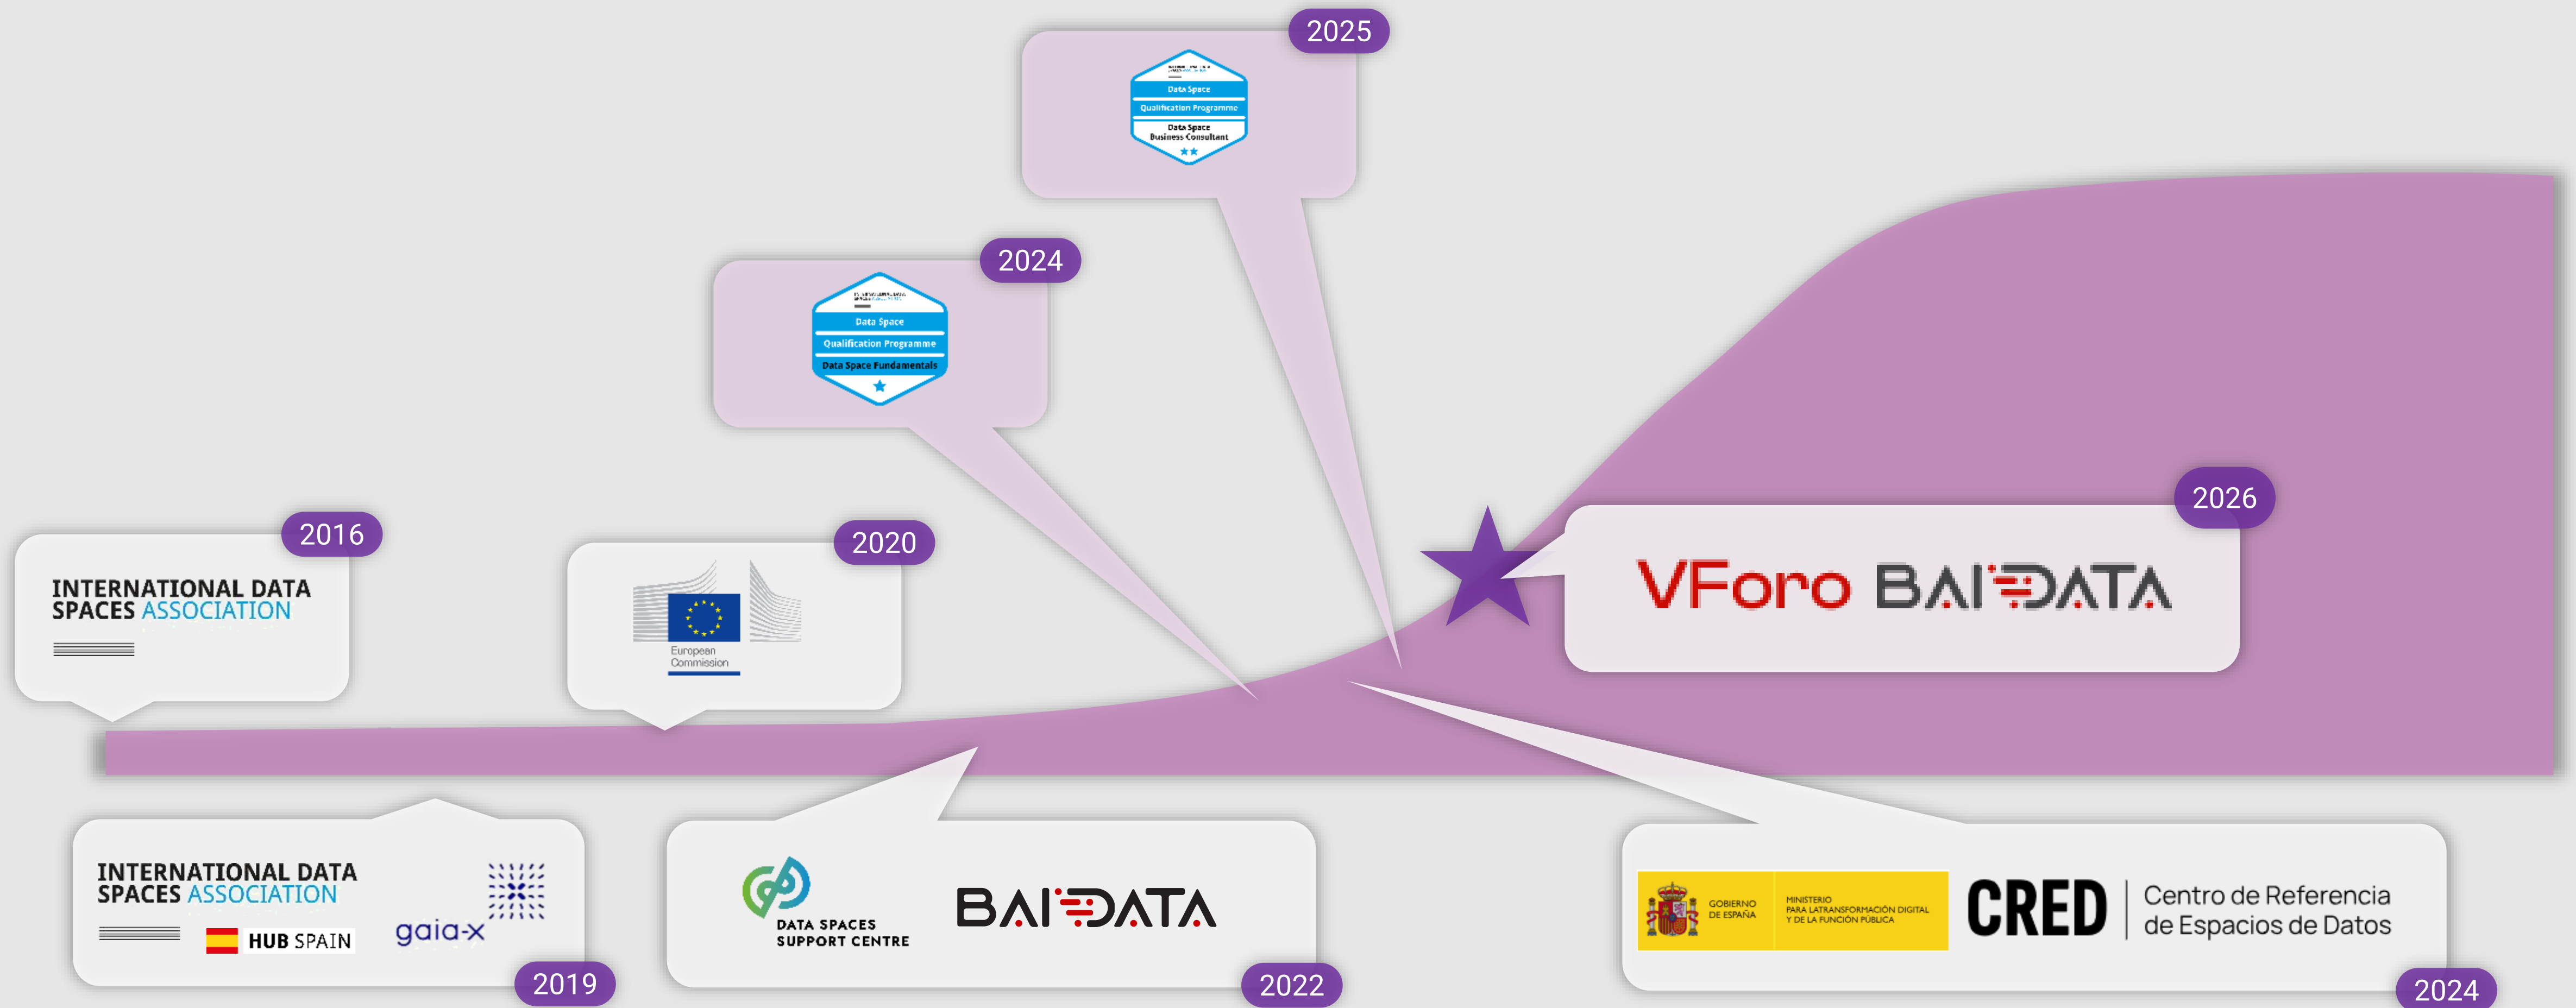 2025
Data Space
Qualification Programme
Data Space
Business Consultant
2024
Data Space
Qualification Programme
Data Space Fundamentals
2016
INTERNATIONAL DATA
SPACES ASSOCIATION
2020
European
Commission
2026
VForo BAIDATA
INTERNATIONAL DATA
SPACES ASSOCIATION
HUB SPAIN
gaia-x
2019
DATA SPACES
SUPPORT CENTRE
BAIDATA
2022
GOBIERNO
DE ESPAÑA
MINISTERIO
PARA LATRANSFORMACIÓN DIGITAL
Y DE LA FUNCIÓN PÚBLICA
CRED
Centro de Referencia
de Espacios de Datos
2024